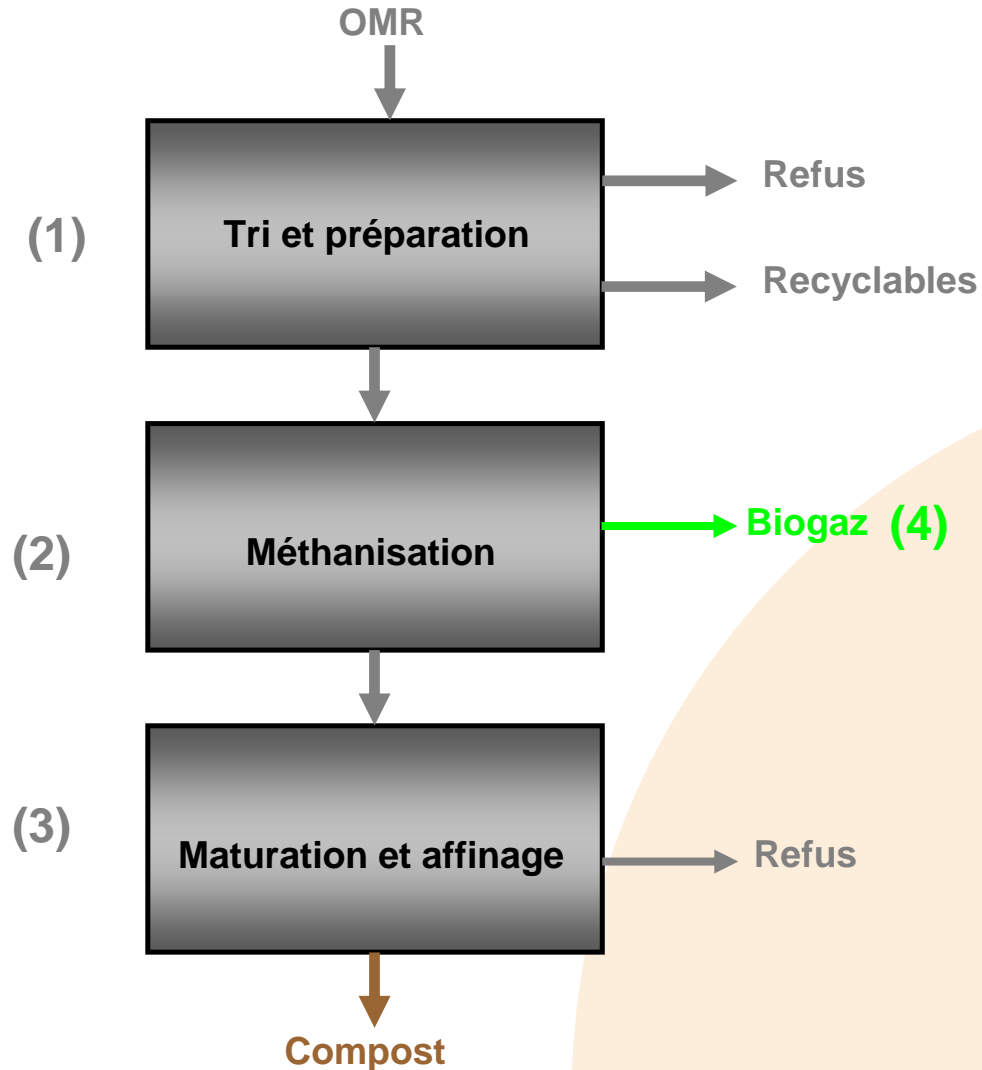 OMR
Refus
(1)
Tri et préparation
Recyclables
Biogaz (4)
(2)
Méthanisation
(3)
Maturation et affinage
Refus
Compost